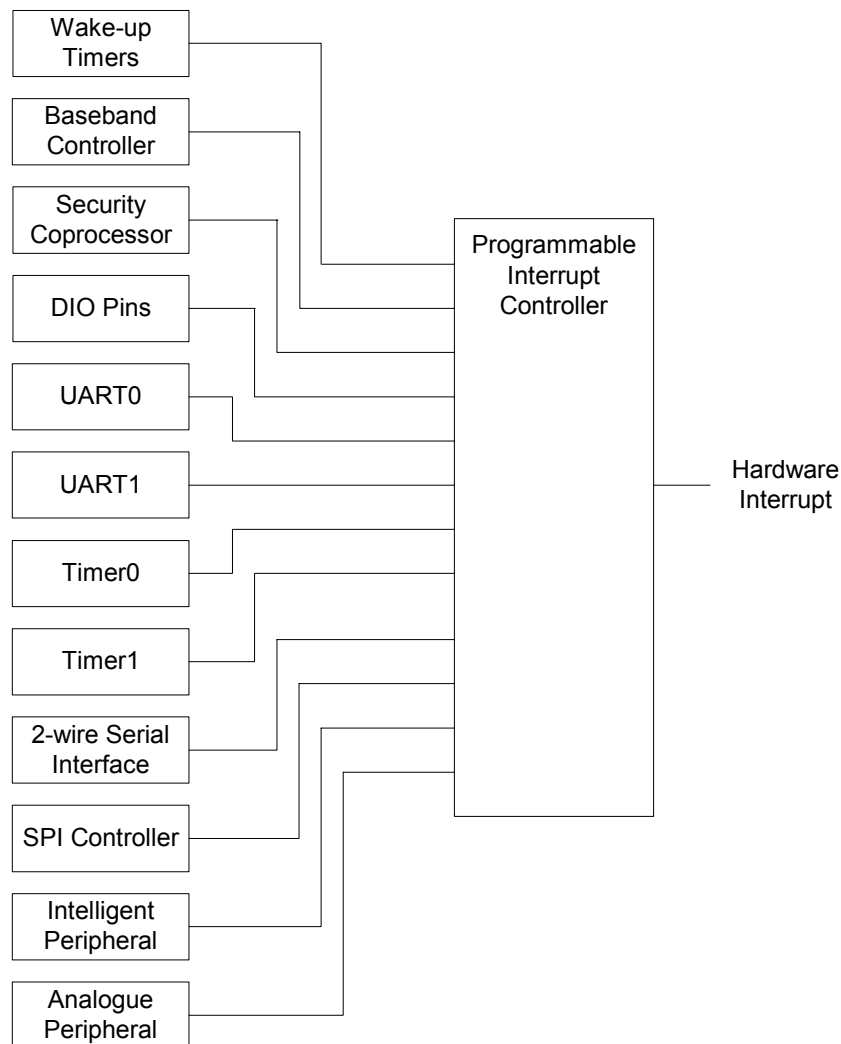 Wake-up
Timers
Baseband
Controller
Security
Coprocessor
DIO Pins
UART0
UART1
Timer0
Timer1
2-wire Serial
Interface
SPI Controller
Intelligent
Peripheral
Analogue
Peripheral
Programmable
Interrupt
Controller
Hardware
Interrupt